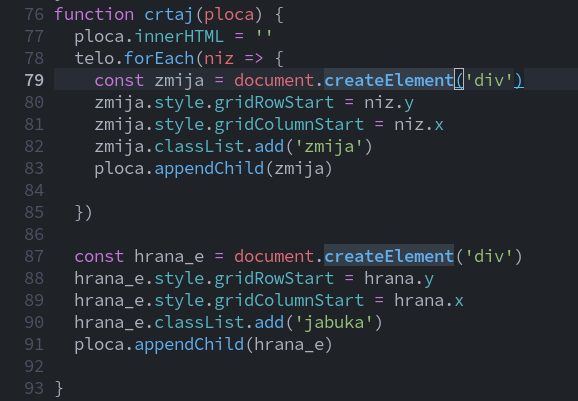 76 function crtaj(ploca) {
77   ploca.innerHTML = ''
78   telo.forEach(niz => {
79     const zmija = document.createElement('div')
80     zmija.style.gridRowStart = niz.y
81     zmija.style.gridColumnStart = niz.x
82     zmija.classList.add('zmija')
83     ploca.appendChild(zmija)
84
85   })
86
87   const hrana_e = document.createElement('div')
88   hrana_e.style.gridRowStart = hrana.y
89   hrana_e.style.gridColumnStart = hrana.x
90   hrana_e.classList.add('jabuka')
91   ploca.appendChild(hrana_e)
92
93 }